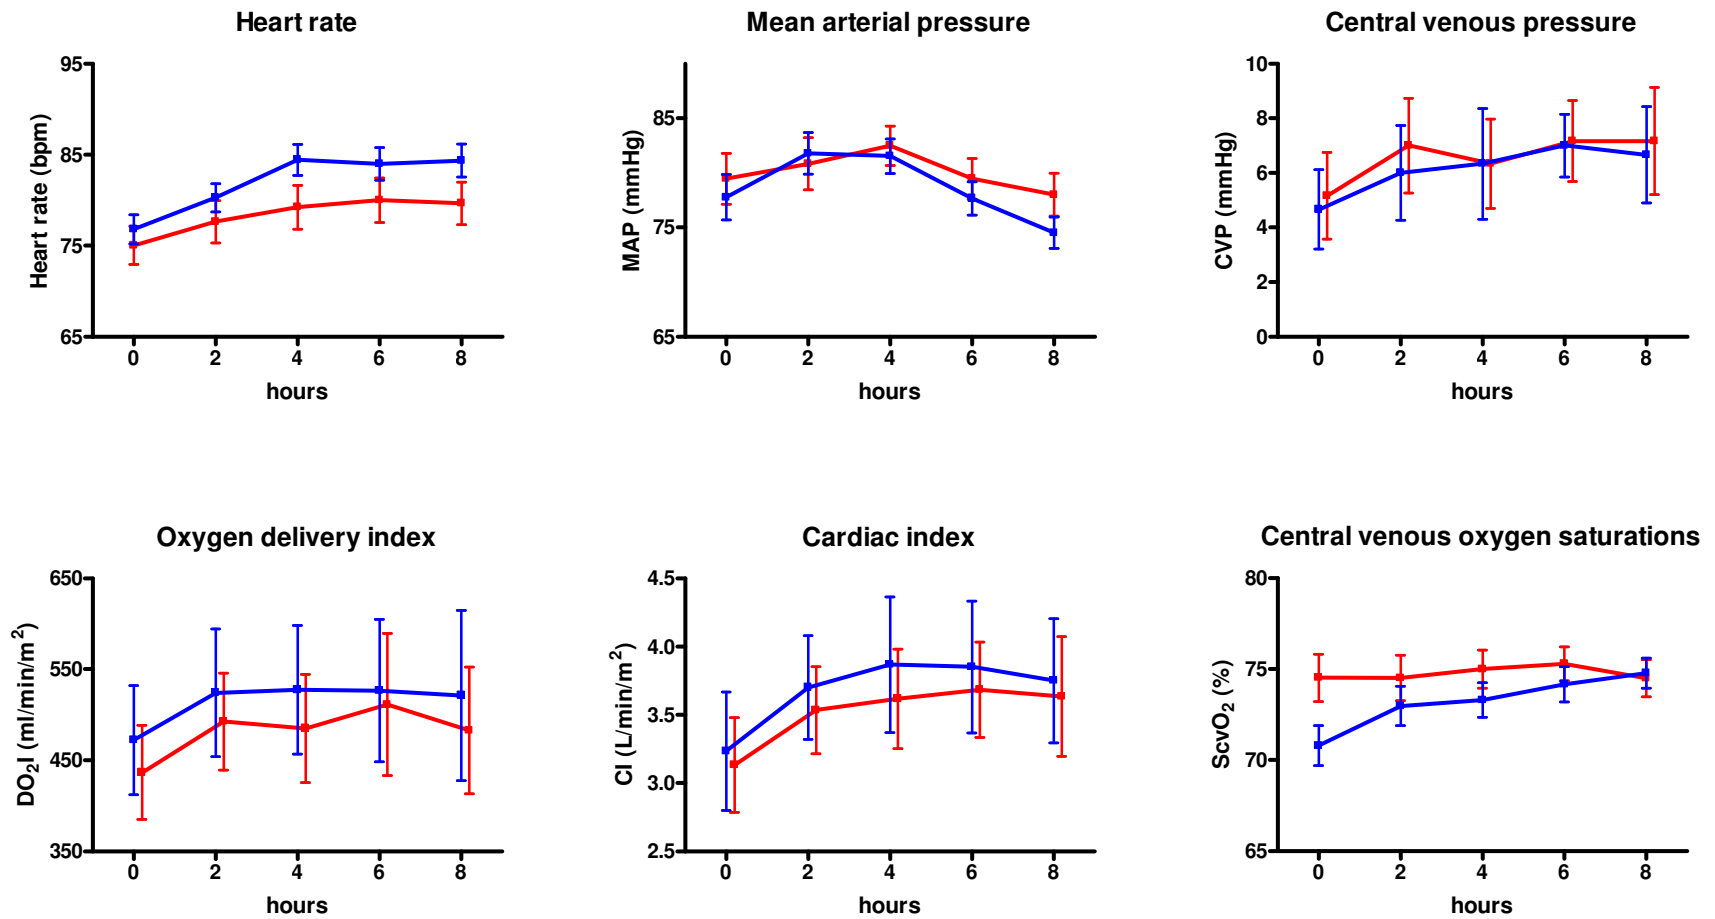 Heart rate
95
85
75
65
Heart rate (bpm)
0 2 4 6 8
hours
Mean arterial pressure
85
75
65
MAP (mmHg)
0 2 4 6 8
hours
Central venous pressure
10
8
6
4
2
0
CVP (mmHg)
0 2 4 6 8
hours
Oxygen delivery index
650
550
450
350
DO₂I (ml/min/m²)
0 2 4 6 8
hours
Cardiac index
4.5
4.0
3.5
3.0
2.5
CI (L/min/m²)
0 2 4 6 8
hours
Central venous oxygen saturations
80
75
70
65
ScvO₂ (%)
0 2 4 6 8
hours